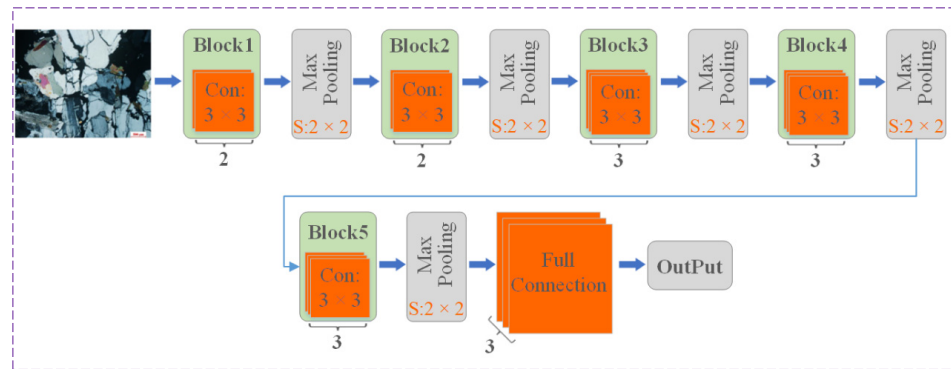 Block1
Con:
3 × 3
2
Max
Pooling
S:2 × 2
Block2
Con:
3 × 3
2
Max
Pooling
S:2 × 2
Block3
Con:
3 × 3
3
Max
Pooling
S:2 × 2
Block4
Con:
3 × 3
3
Max
Pooling
S:2 × 2
Block5
Con:
3 × 3
3
Max
Pooling
S:2 × 2
Full
Connection
3
OutPut